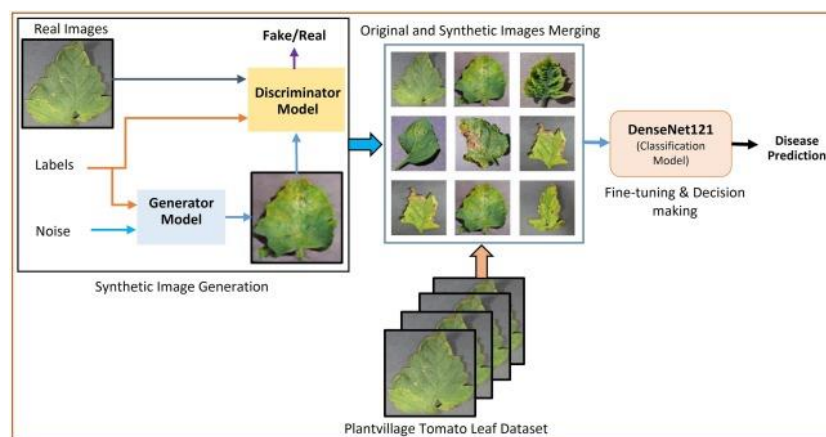 Real Images
Fake/Real
Discriminator
Model
Labels
Generator
Model
Noise
Synthetic Image Generation
Original and Synthetic Images Merging
DenseNet121
(Classification Model)
Disease
Prediction
Fine-tuning & Decision
making
Plantvillage Tomato Leaf Dataset